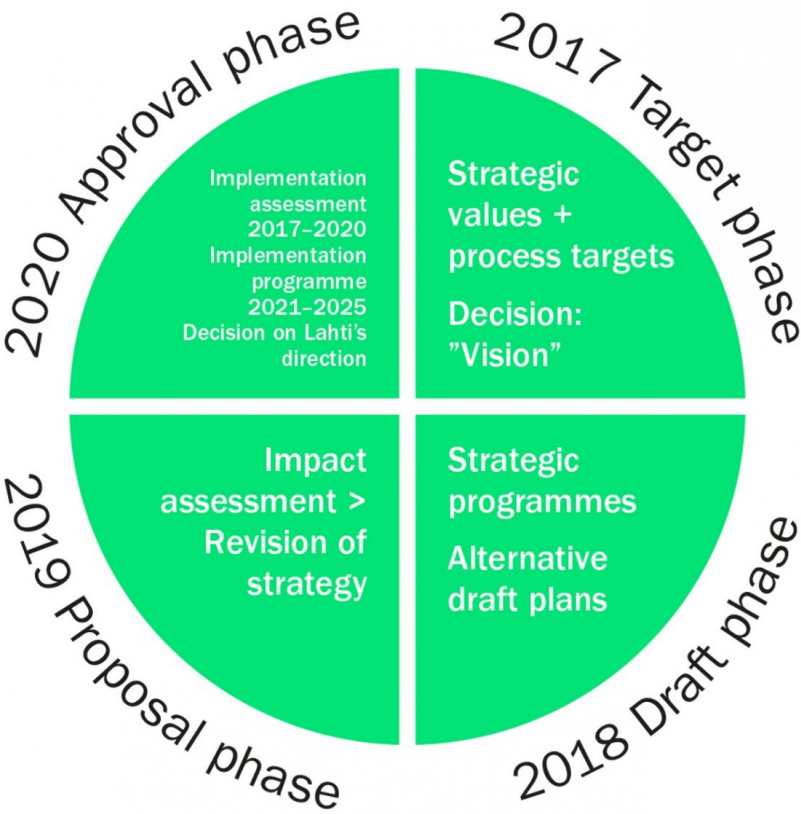 2017 Target phase
Strategic
values +
process targets
Decision:
”Vision”
2018 Draft phase
Strategic
programmes
Alternative
draft plans
2019 Proposal phase
Impact
assessment >
Revision of
strategy
2020 Approval phase
Implementation
assessment
2017–2020
Implementation
programme
2021–2025
Decision on Lahti’s
direction